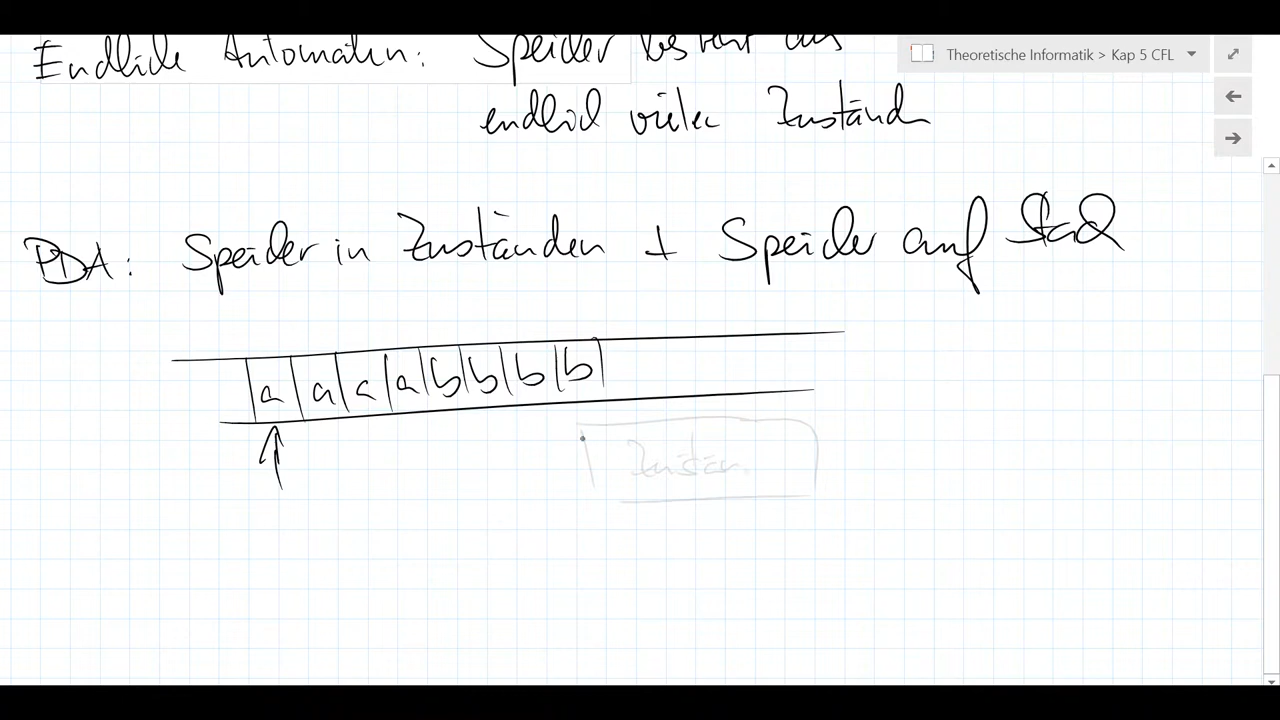 Endliche Automaten: Speicher besteht aus
Theoretische Informatik > Kap 5 CFL
endlich vielen Zuständen
PDA: Speicher in Zuständen + Speicher auf Stack
a a a a b b b b
Zustan